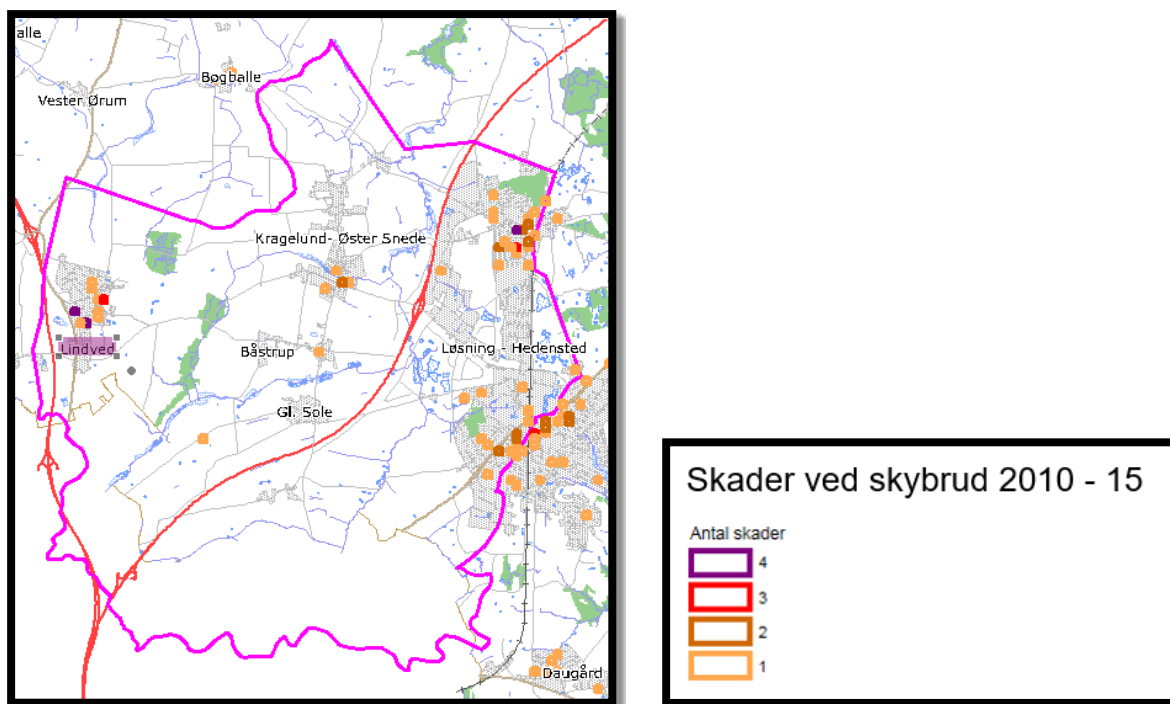 alle
Bøgballe
Vester Ørum
Kragelund- Øster Snede
Lindved
Båstrup
Løsning - Hedensted
Gl. Sole
Daugård
Skader ved skybrud 2010 - 15
Antal skader
4
3
2
1